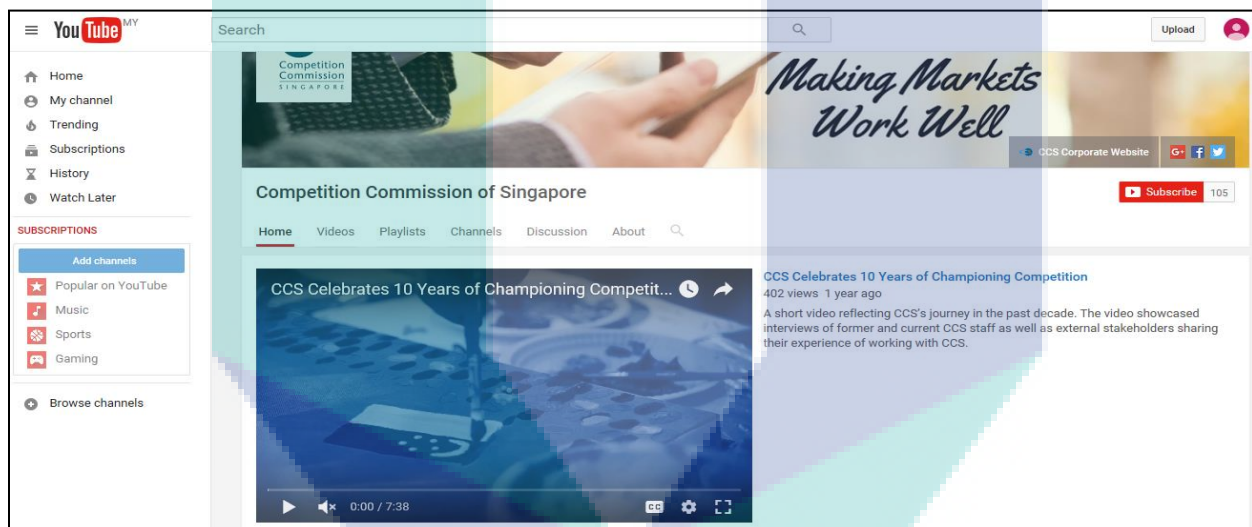 YouTube MY
Search
Upload
Home
My channel
Trending
Subscriptions
History
Watch Later
SUBSCRIPTIONS
Add channels
Popular on YouTube
Music
Sports
Gaming
Browse channels
Competition
Commission
SINGAPORE
Making Markets
Work Well
CCS Corporate Website
G+
Competition Commission of Singapore
Subscribe 105
Home Videos Playlists Channels Discussion About
CCS Celebrates 10 Years of Championing Competit...
0:00 / 7:38
CC
CCS Celebrates 10 Years of Championing Competition
402 views 1 year ago
A short video reflecting CCS's journey in the past decade. The video showcased
interviews of former and current CCS staff as well as external stakeholders sharing
their experience of working with CCS.